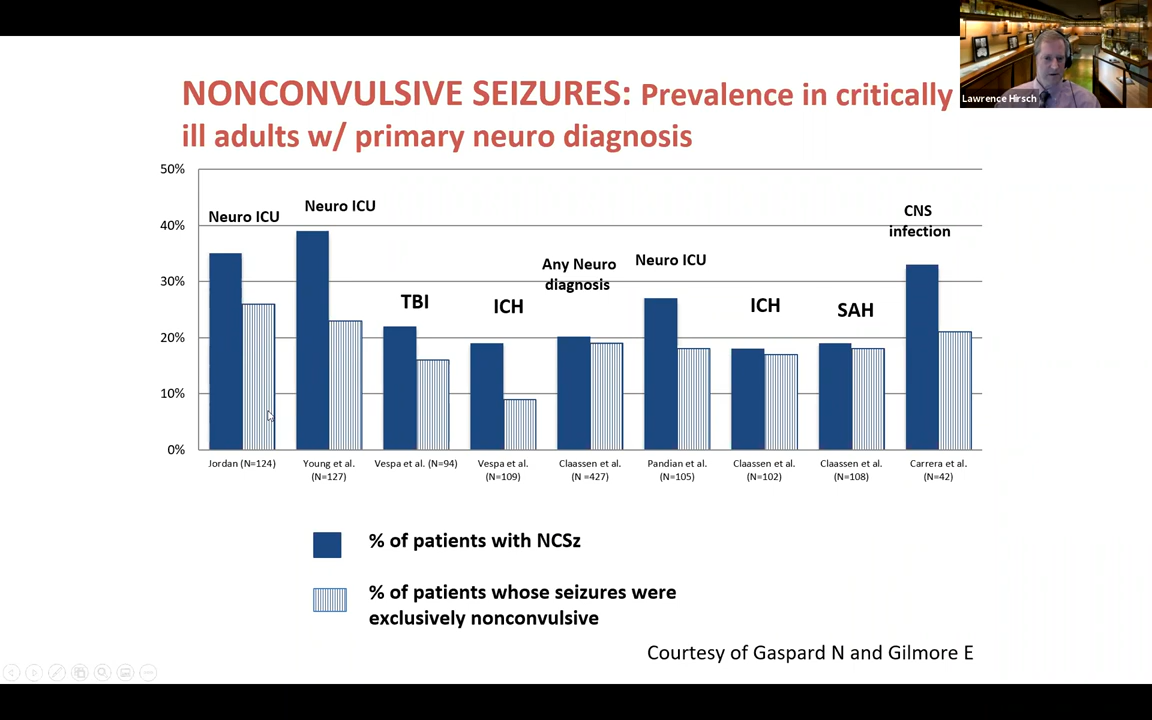 Lawrence Hirsch
NONCONVULSIVE SEIZURES: Prevalence in critically
ill adults w/ primary neuro diagnosis
50%
40%
30%
20%
10%
0%
Neuro ICU
Neuro ICU
TBI
ICH
Any Neuro
diagnosis
Neuro ICU
ICH
SAH
CNS
infection
Jordan (N=124)
Young et al.
(N=127)
Vespa et al. (N=94)
Vespa et al.
(N=109)
Claassen et al.
(N =427)
Pandian et al.
(N=105)
Claassen et al.
(N=102)
Claassen et al.
(N=108)
Carrera et al.
(N=42)
% of patients with NCSz
% of patients whose seizures were
exclusively nonconvulsive
Courtesy of Gaspard N and Gilmore E